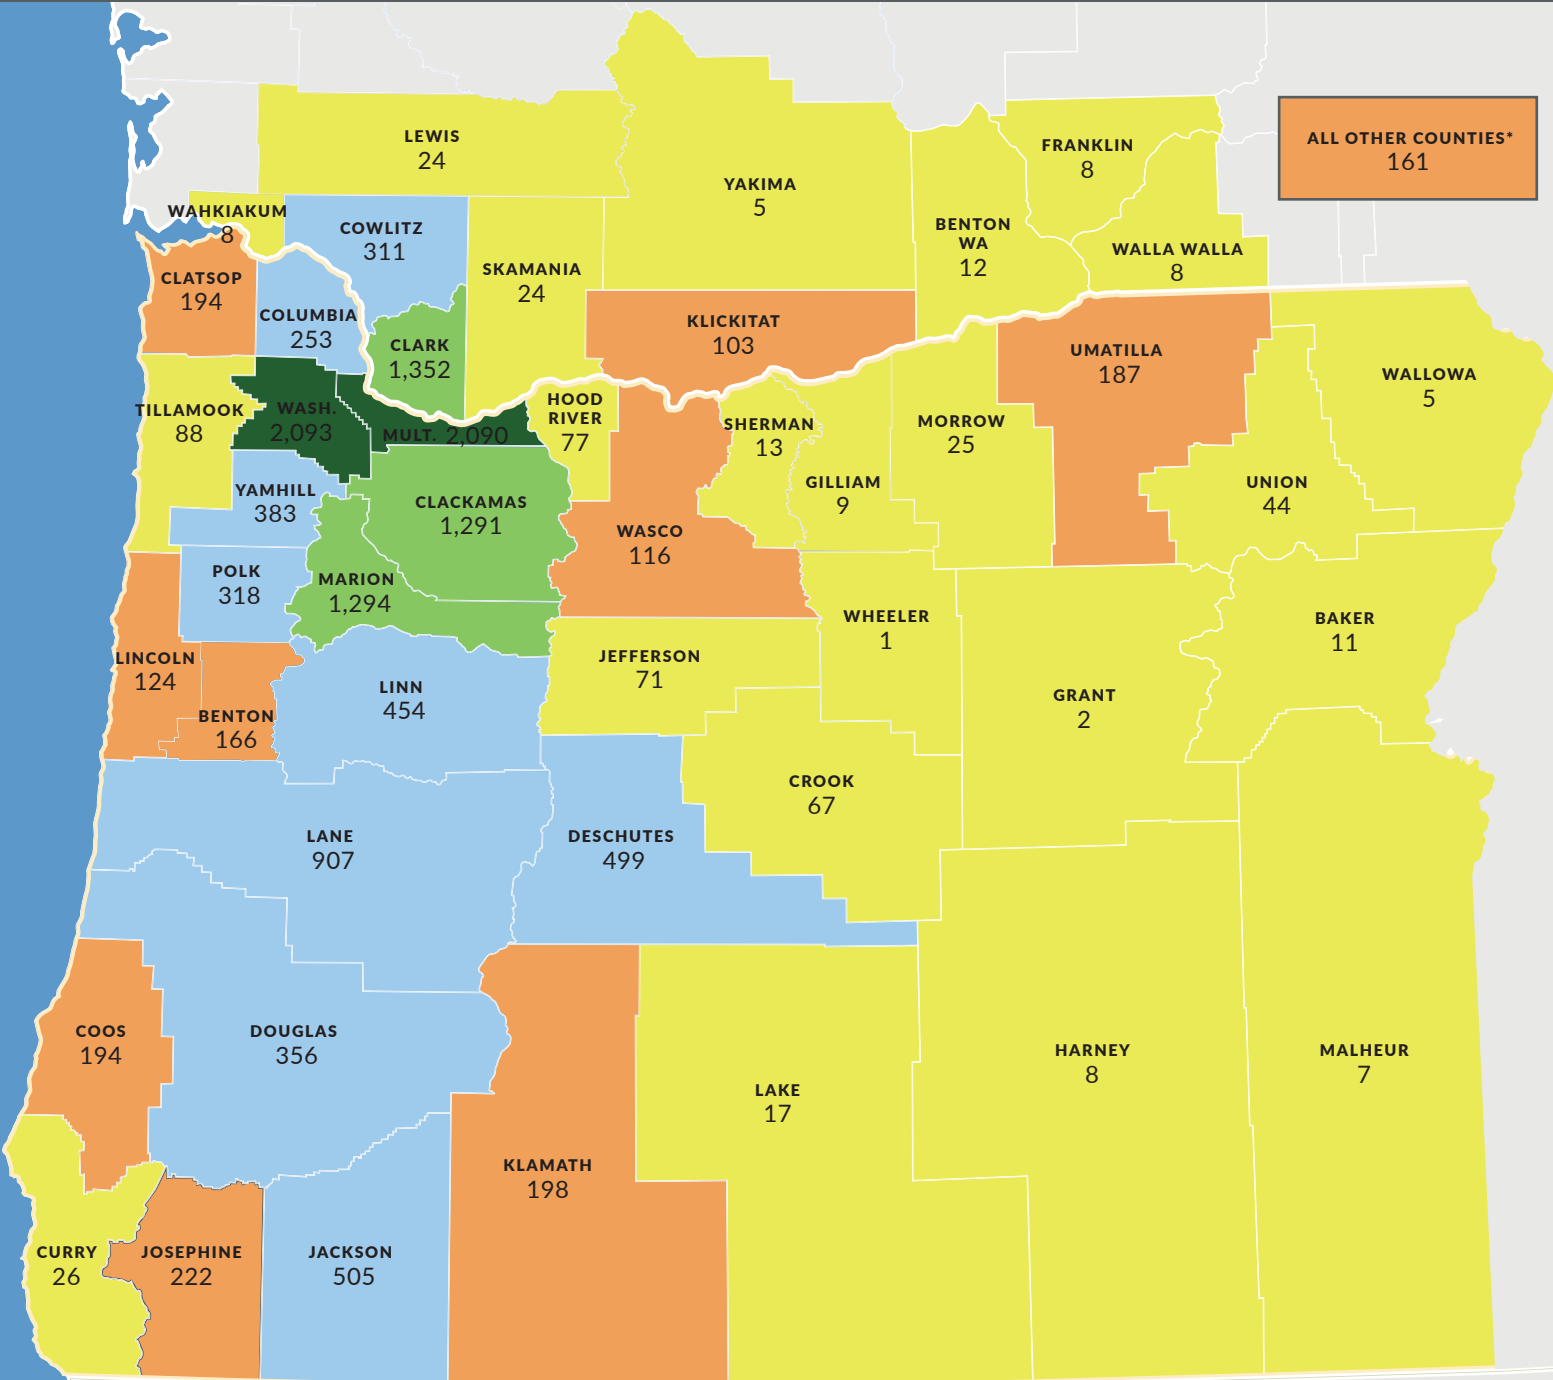 LEWIS
24
YAKIMA
5
FRANKLIN
8
ALL OTHER COUNTIES*
161
WAHKIAKUM
8
COWLITZ
311
SKAMANIA
24
BENTON
WA
12
WALLA WALLA
8
CLATSOP
194
COLUMBIA
253
CLARK
1,352
KLICKITAT
103
UMATILLA
187
WALLOWA
5
TILLAMOOK
88
WASH.
2,093
MULT. 2,090
HOOD
RIVER
77
SHERMAN
13
MORROW
25
GILLIAM
9
UNION
44
YAMHILL
383
CLACKAMAS
1,291
WASCO
116
POLK
318
MARION
1,294
WHEELER
1
BAKER
11
LINCOLN
124
BENTON
166
LINN
454
JEFFERSON
71
GRANT
2
CROOK
67
LANE
907
DESCHUTES
499
COOS
194
DOUGLAS
356
LAKE
17
HARNEY
8
MALHEUR
7
KLAMATH
198
CURRY
26
JOSEPHINE
222
JACKSON
505